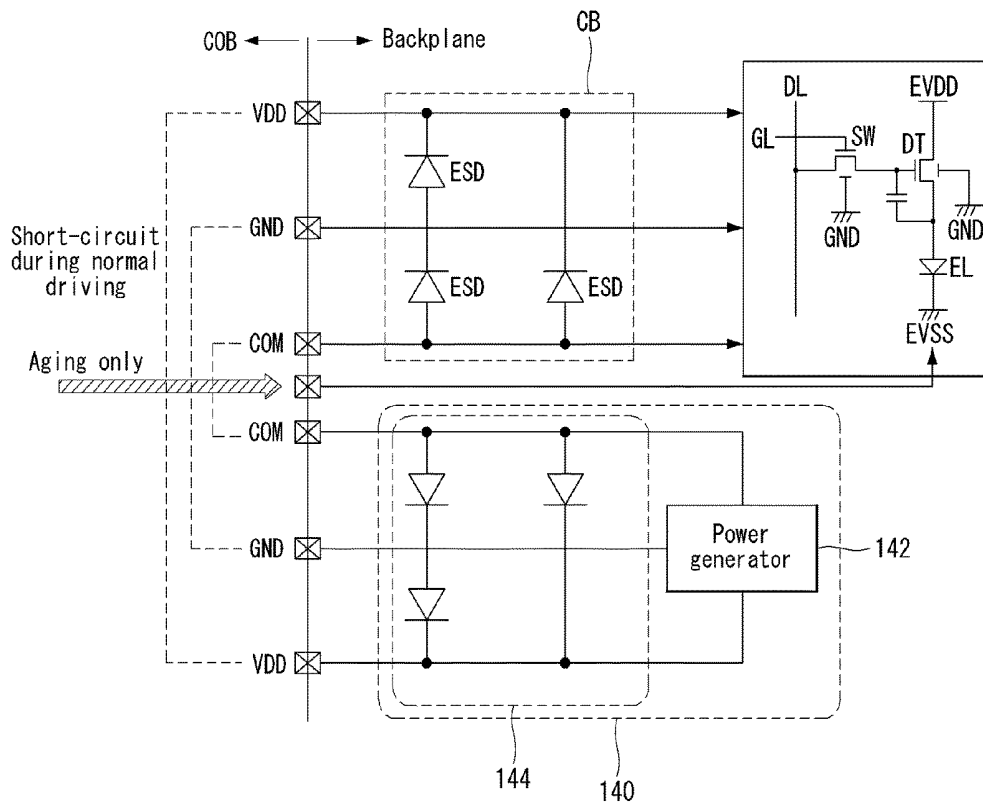 COB
Backplane
CB
VDD
ESD
GND
Short-circuit
during normal
driving
ESD
ESD
COM
Aging only
DL
EVDD
GL
SW
DT
GND
GND
EL
EVSS
COM
Power
generator
142
GND
VDD
144
140